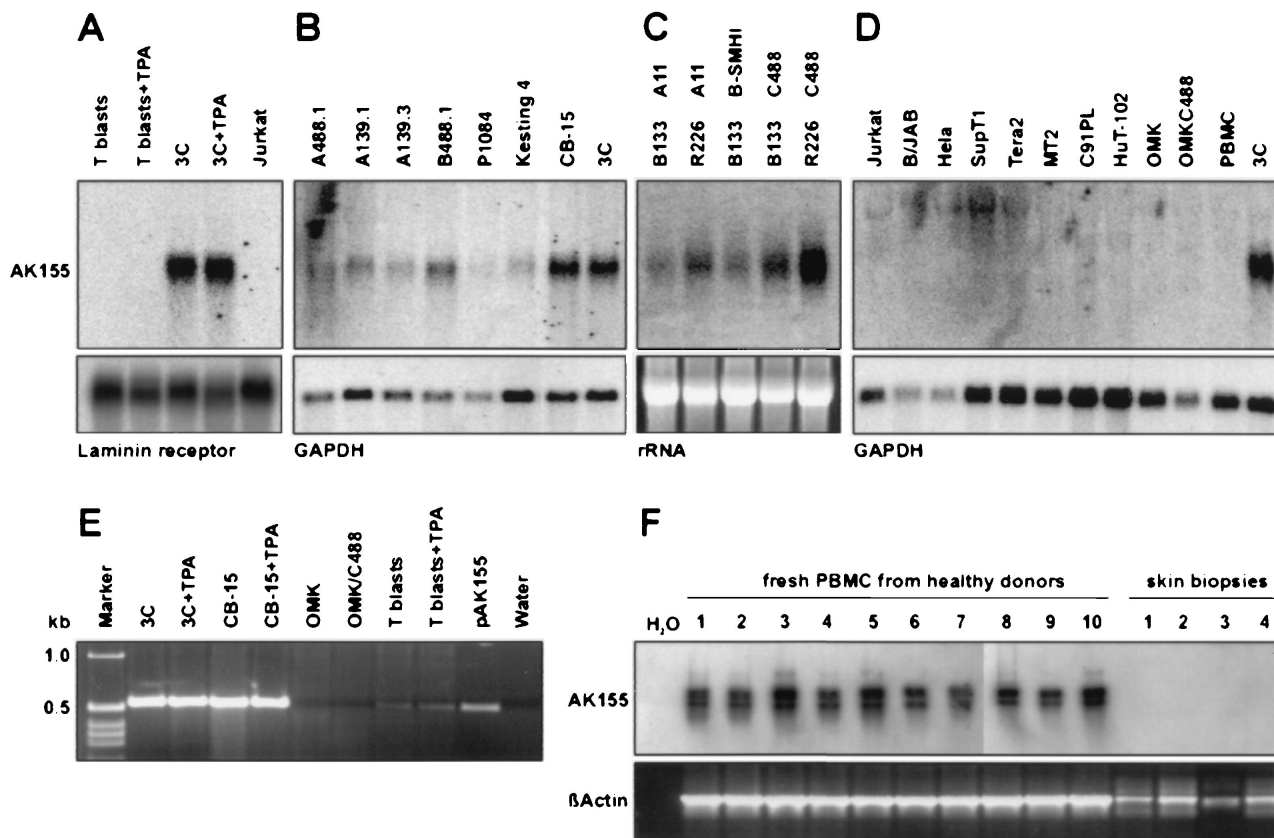 A
B
C
D
T blasts
T blasts+TPA
3C
3C+TPA
Jurkat
A488.1
A139.1
A139.3
B488.1
P1084
Kesting 4
CB-15
3C
B133 A11
R226 A11
B133 B-SMHI
B133 C488
R226 C488
Jurkat
B/JAB
Hela
SupT1
Tera2
MT2
C91PL
HuT-102
OMK
OMKC488
PBMC
3C
AK155
Laminin receptor
GAPDH
rRNA
GAPDH
E
F
kb
Marker
3C
3C+TPA
CB-15
CB-15+TPA
OMK
OMK/C488
T blasts
T blasts+TPA
pAK155
Water
1.0
0.5
fresh PBMC from healthy donors
skin biopsies
H₂O 1 2 3 4 5 6 7 8 9 10 1 2 3 4
AK155
ßActin